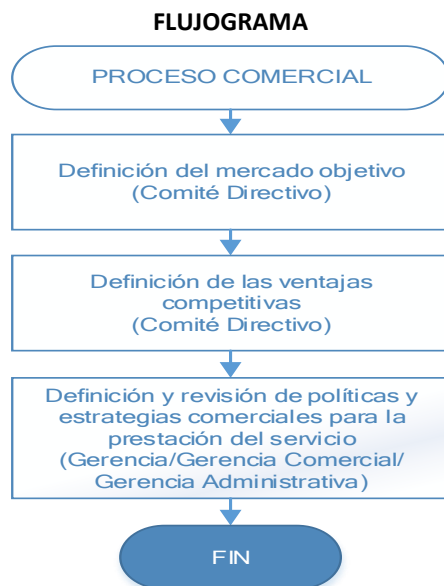 FLUJOGRAMA
PROCESO COMERCIAL
Definición del mercado objetivo
(Comité Directivo)
Definición de las ventajas
competitivas
(Comité Directivo)
Definición y revisión de políticas y
estrategias comerciales para la
prestación del servicio
(Gerencia/Gerencia Comercial/
Gerencia Administrativa)
FIN